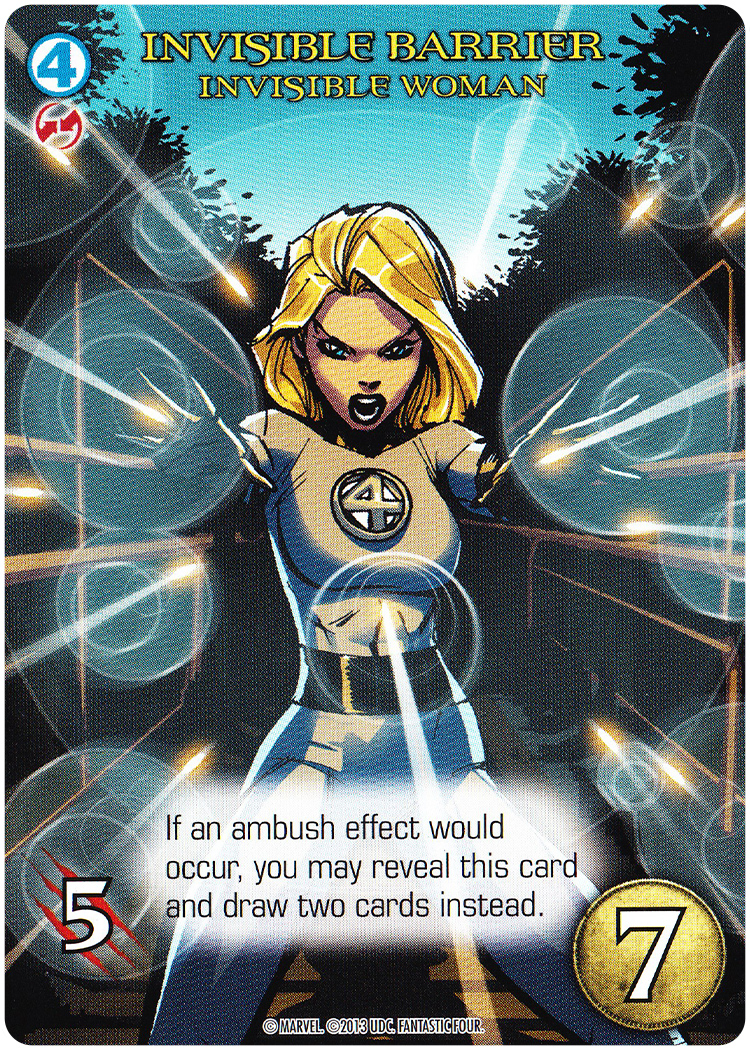 4
INVISIBLE BARRIER
INVISIBLE WOMAN
4
If an ambush effect would
occur, you may reveal this card
and draw two cards instead.
5
7
© MARVEL. ©2013 UDC. FANTASTIC FOUR.